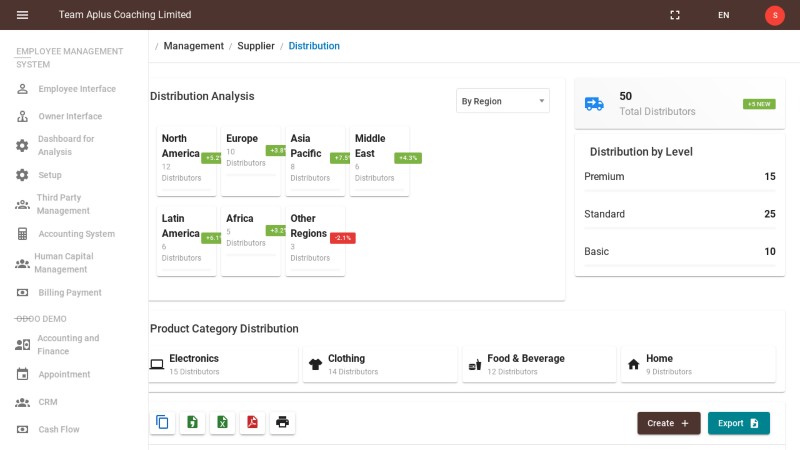 Team Aplus Coaching Limited
EN
S
EMPLOYEE MANAGEMENT
SYSTEM
Employee Interface
Owner Interface
Dashboard for
Analysis
Setup
Third Party
Management
Accounting System
Human Capital
Management
Billing Payment
ODOO DEMO
Accounting and
Finance
Appointment
CRM
Cash Flow
/ Management / Supplier / Distribution
Distribution Analysis
By Region
North
America
+5.2%
12
Distributors
Europe
+3.8%
10
Distributors
Asia
Pacific
+7.5%
8
Distributors
Middle
East
+4.3%
6
Distributors
Latin
America
+6.1%
6
Distributors
Africa
+3.2%
5
Distributors
Other
Regions
-2.1%
3
Distributors
50
Total Distributors
+5 NEW
Distribution by Level
Premium 15
Standard 25
Basic 10
Product Category Distribution
Electronics
15 Distributors
Clothing
14 Distributors
Food & Beverage
12 Distributors
Home
9 Distributors
Create
Export